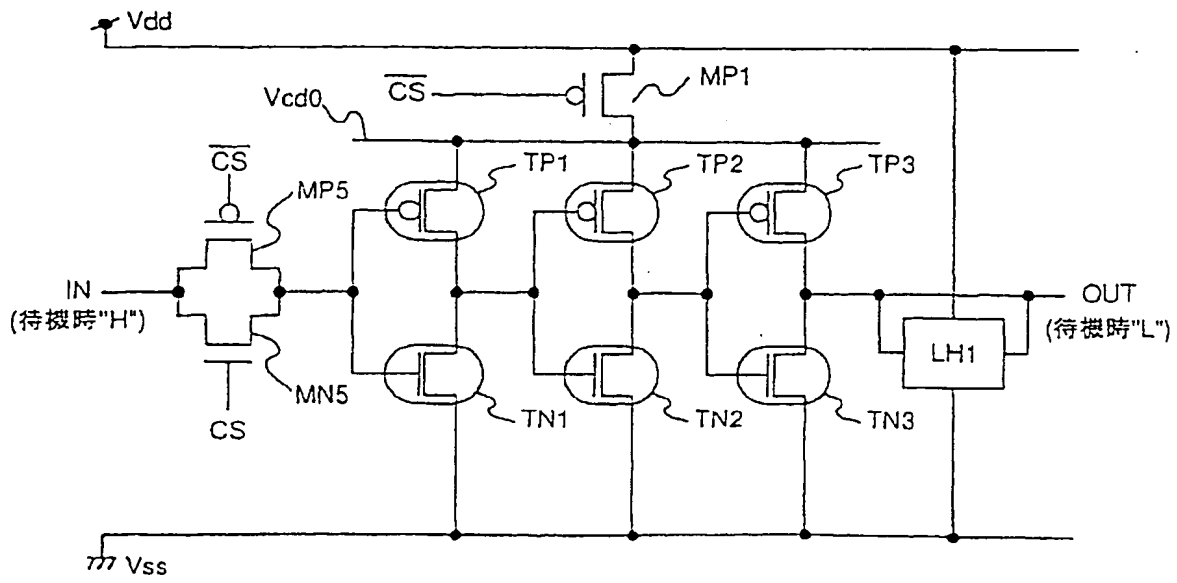 Vdd
CS
MP1
Vcd0
CS
MP5
TP1
TP2
TP3
IN
(待機時"H")
OUT
(待機時"L")
LH1
MN5
CS
TN1
TN2
TN3
Vss